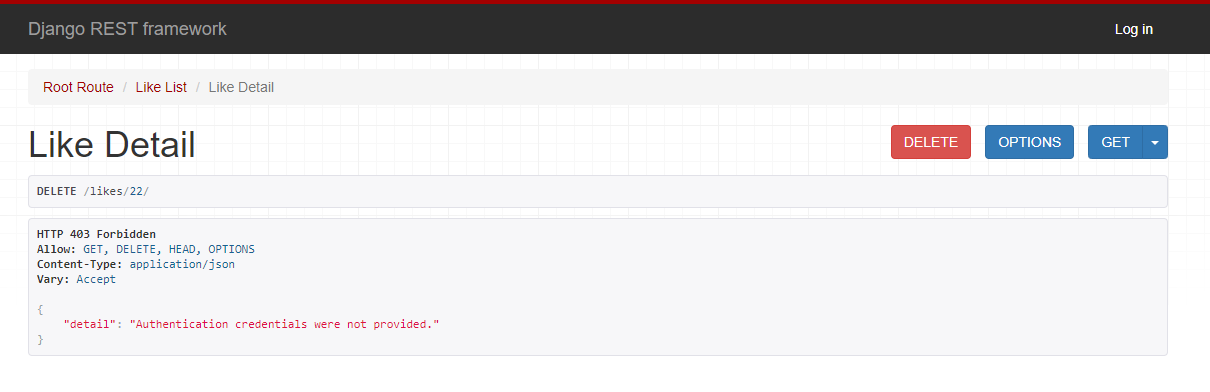 Django REST framework
Log in
Root Route / Like List / Like Detail
Like Detail
DELETE
OPTIONS
GET
DELETE /likes/22/
HTTP 403 Forbidden
Allow: GET, DELETE, HEAD, OPTIONS
Content-Type: application/json
Vary: Accept
{
    "detail": "Authentication credentials were not provided."
}